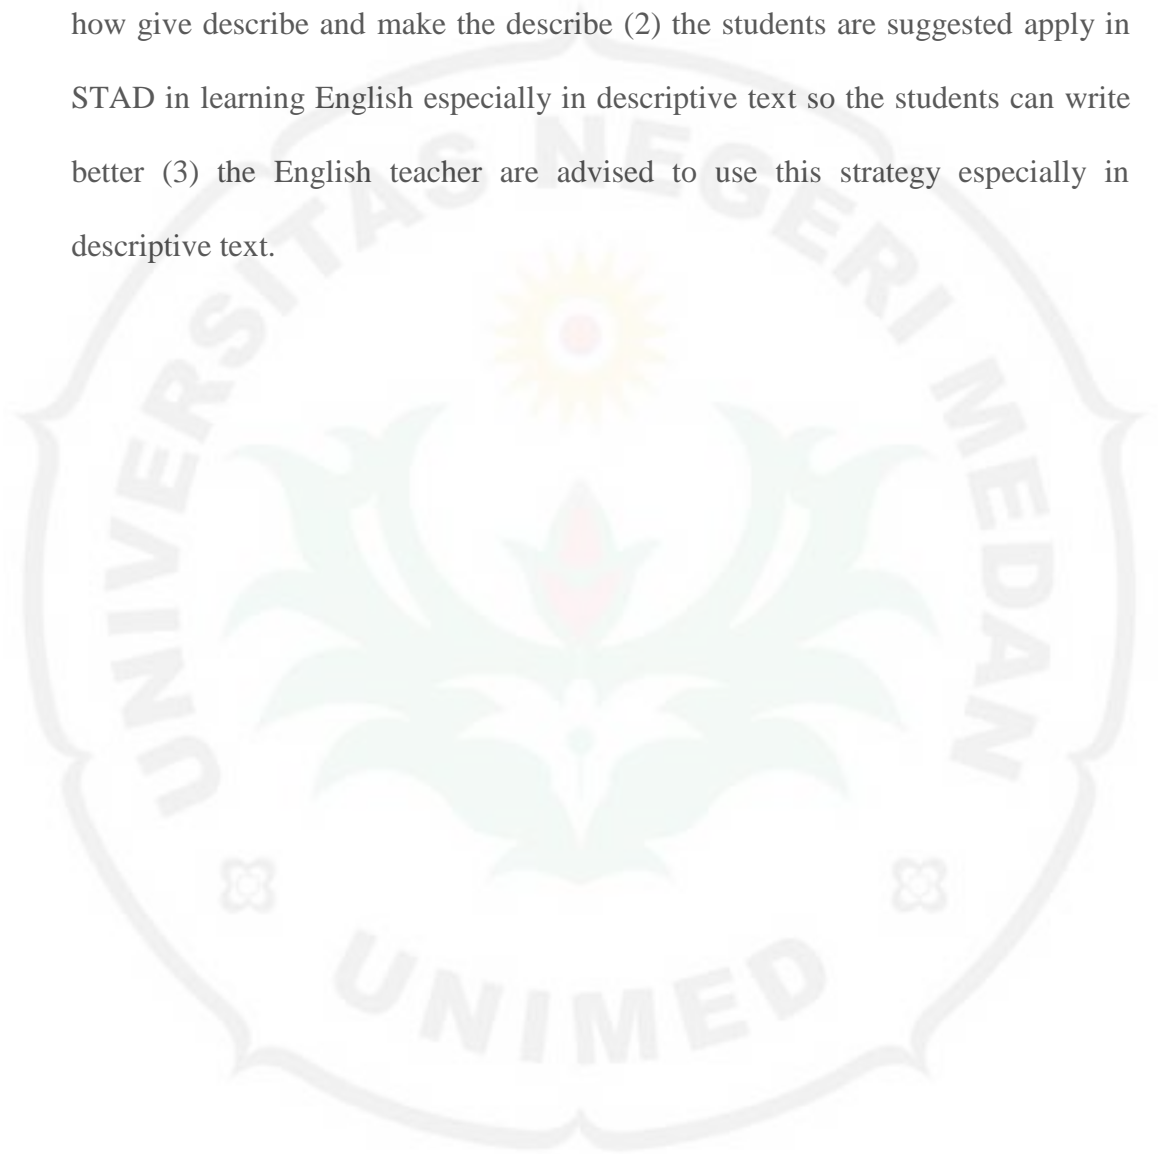 how give describe and make the describe (2) the students are suggested apply in
STAD in learning English especially in descriptive text so the students can write
better (3) the English teacher are advised to use this strategy especially in
descriptive text.
UNIVERSITAS NEGERI MEDAN
UNIMED